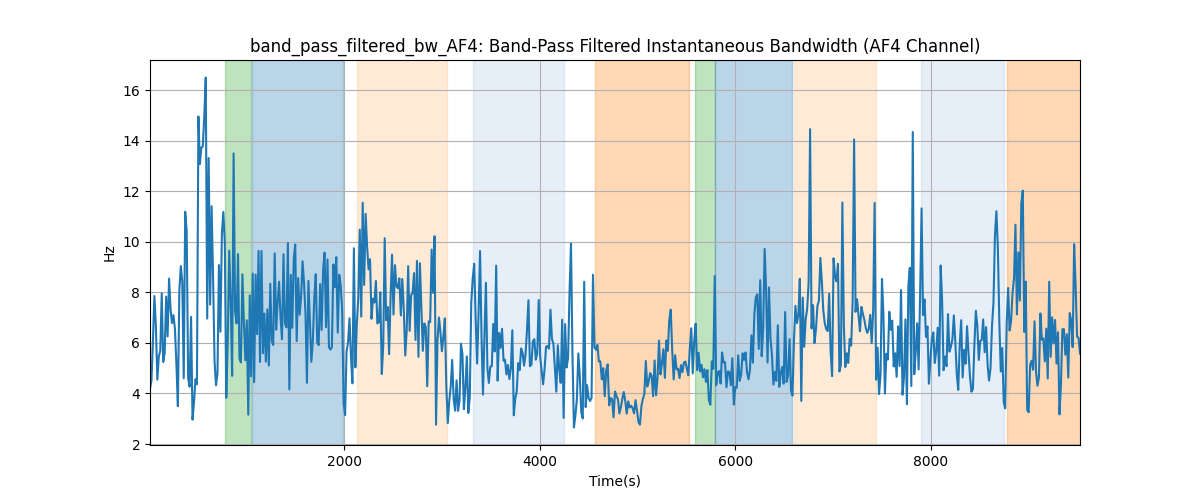 band_pass_filtered_bw_AF4: Band-Pass Filtered Instantaneous Bandwidth (AF4 Channel)
16
14
12
10
8
6
4
2
Hz
2000 4000 6000 8000
Time(s)